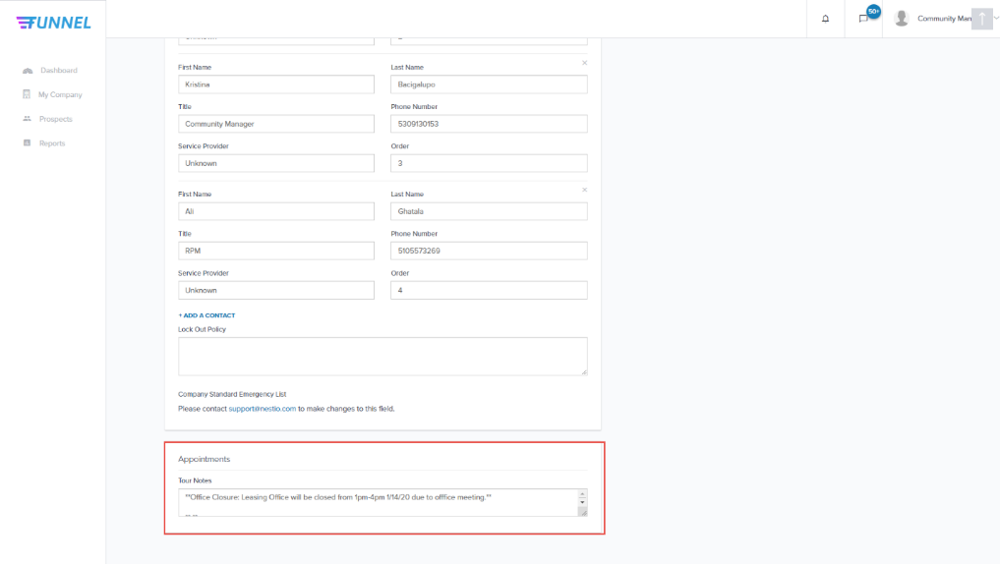 FUNNEL
50+
Community Man
Dashboard
My Company
Prospects
Reports
First Name
Last Name
Kristina
Bacigalupo
Title
Phone Number
Community Manager
5309130153
Service Provider
Order
Unknown
3
First Name
Last Name
Ali
Ghatala
Title
Phone Number
RPM
5105573269
Service Provider
Order
Unknown
4
+ ADD A CONTACT
Lock Out Policy
Company Standard Emergency List
Please contact support@nestio.com to make changes to this field.
Appointments
Tour Notes
**Office Closure: Leasing Office will be closed from 1pm-4pm 1/14/20 due to offfice meeting.**